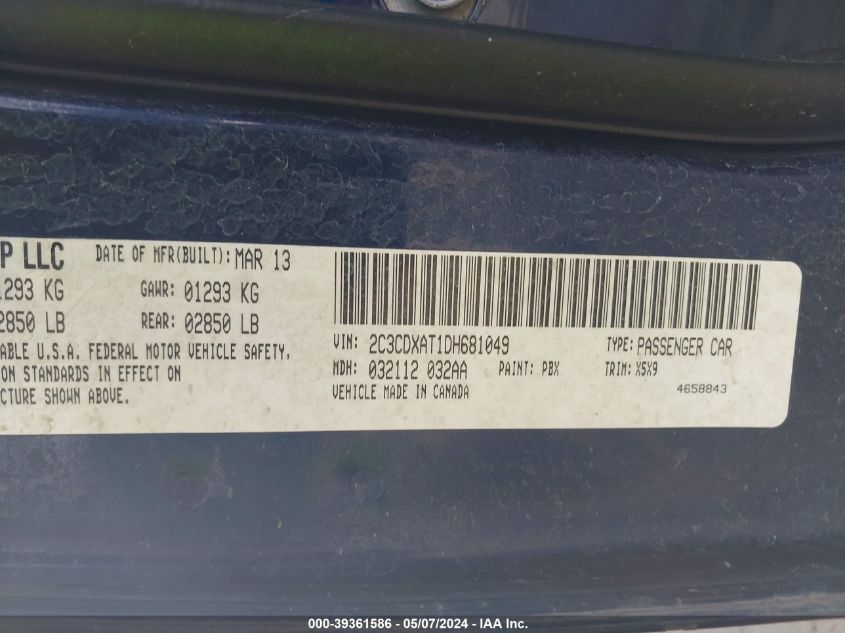 P LLC DATE OF MFR(BUILT): MAR 13
1293 KG GAWR: 01293 KG
2850 LB REAR: 02850 LB
ABLE U.S.A. FEDERAL MOTOR VEHICLE SAFETY,
ON STANDARDS IN EFFECT ON
CTURE SHOWN ABOVE.
VIN: 2C3CDXAT1DH681049 TYPE: PASSENGER CAR
MDH: 032112 032AA PAINT: PBX TRIM: X5X9
VEHICLE MADE IN CANADA 4658843
000-39361586 - 05/07/2024 - IAA Inc.